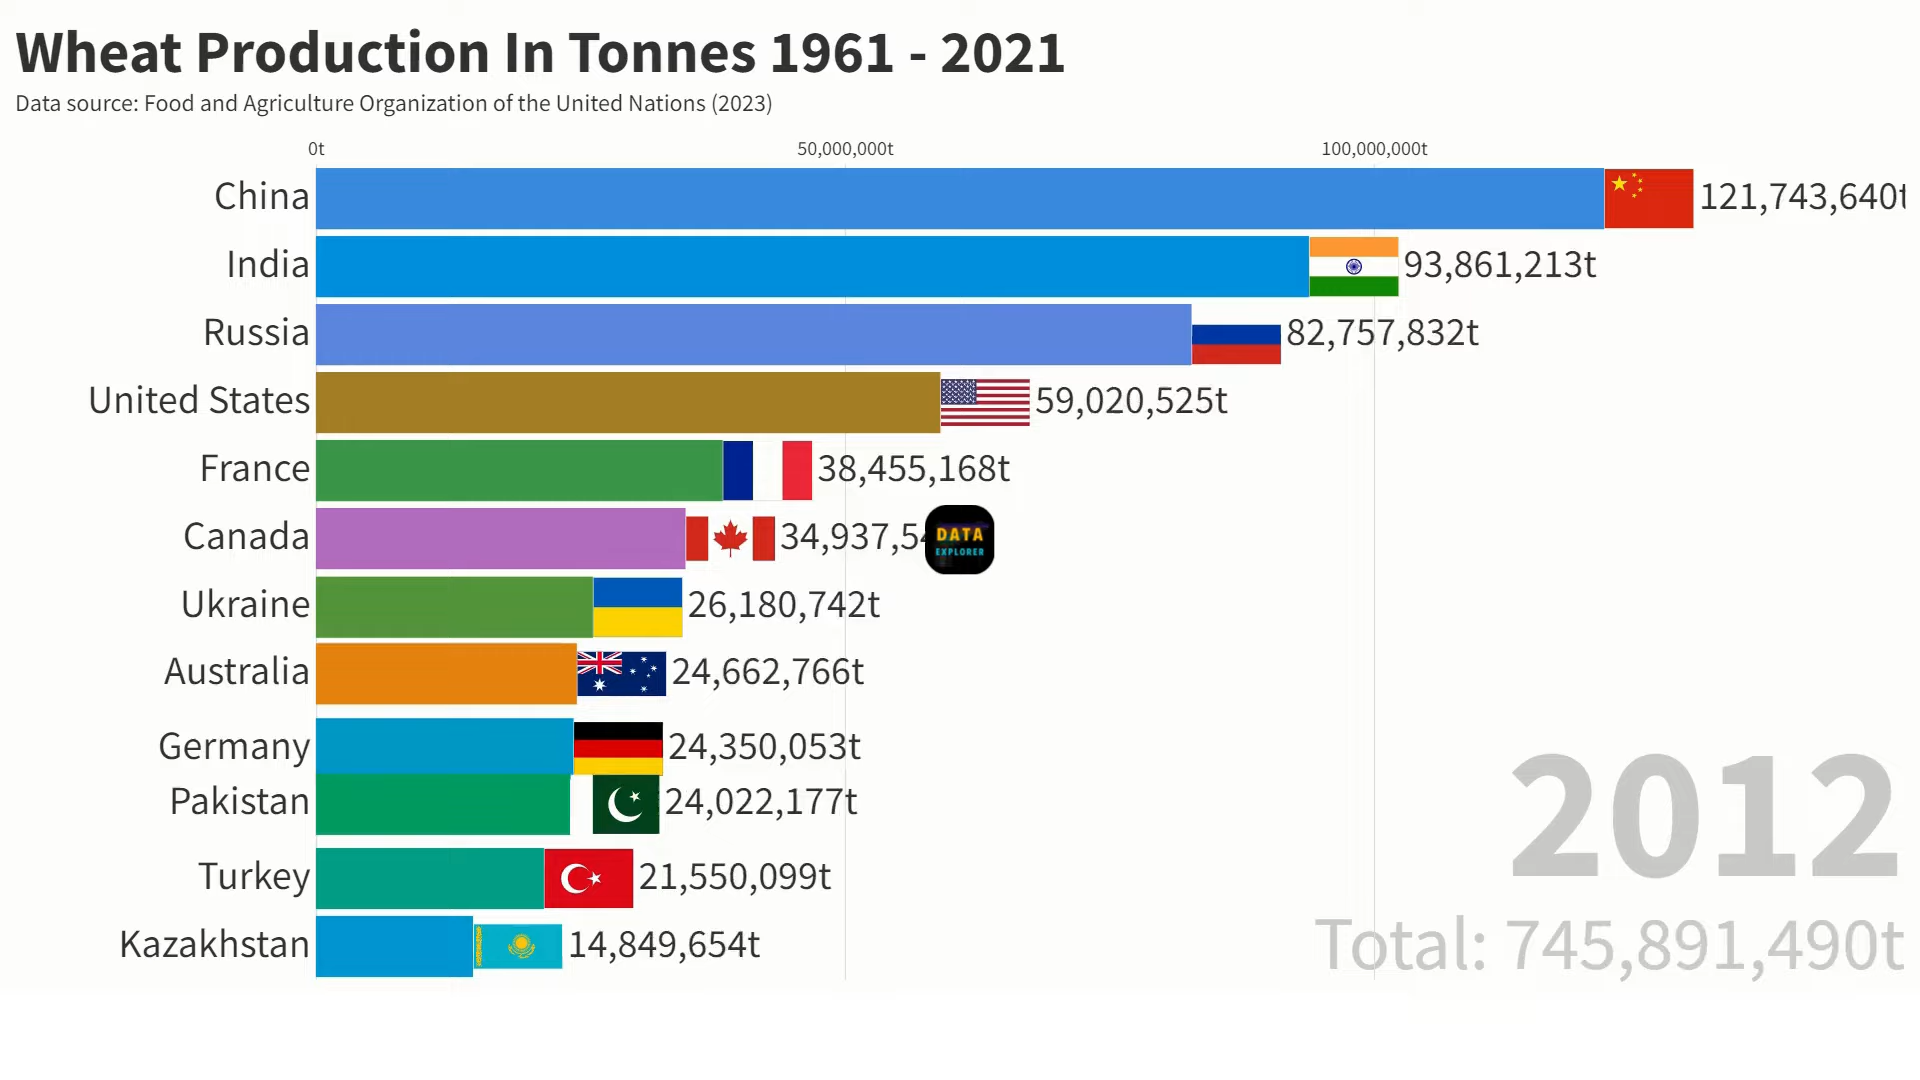 Wheat Production In Tonnes 1961 - 2021
Data source: Food and Agriculture Organization of the United Nations (2023)
0t 50,000,000t 100,000,000t
China 121,743,640t
India 93,861,213t
Russia 82,757,832t
United States 59,020,525t
France 38,455,168t
Canada 34,937,54
DATA
EXPLORER
Ukraine 26,180,742t
Australia 24,662,766t
Germany 24,350,053t
Pakistan 24,022,177t
Turkey 21,550,099t
Kazakhstan 14,849,654t
2012
Total: 745,891,490t